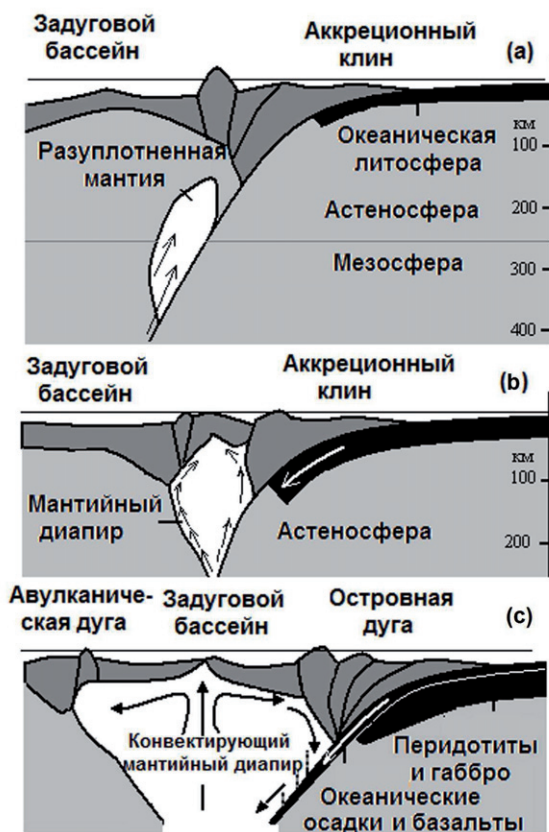 Задуговой
бассейн
Аккреционный
клин
(a)
Разуплотненная
мантия
Океаническая
литосфера
км
100
Астеносфера
200
Мезосфера
300
400
Задуговой
бассейн
Аккреционный
клин
(b)
км
100
Мантийный
диапир
Астеносфера
200
Авулканиче-
ская дуга
Задуговой
бассейн
Островная
дуга
(c)
Конвектирующий
мантийный диапир
Перидотиты
и габбро
Океанические
осадки и базальты